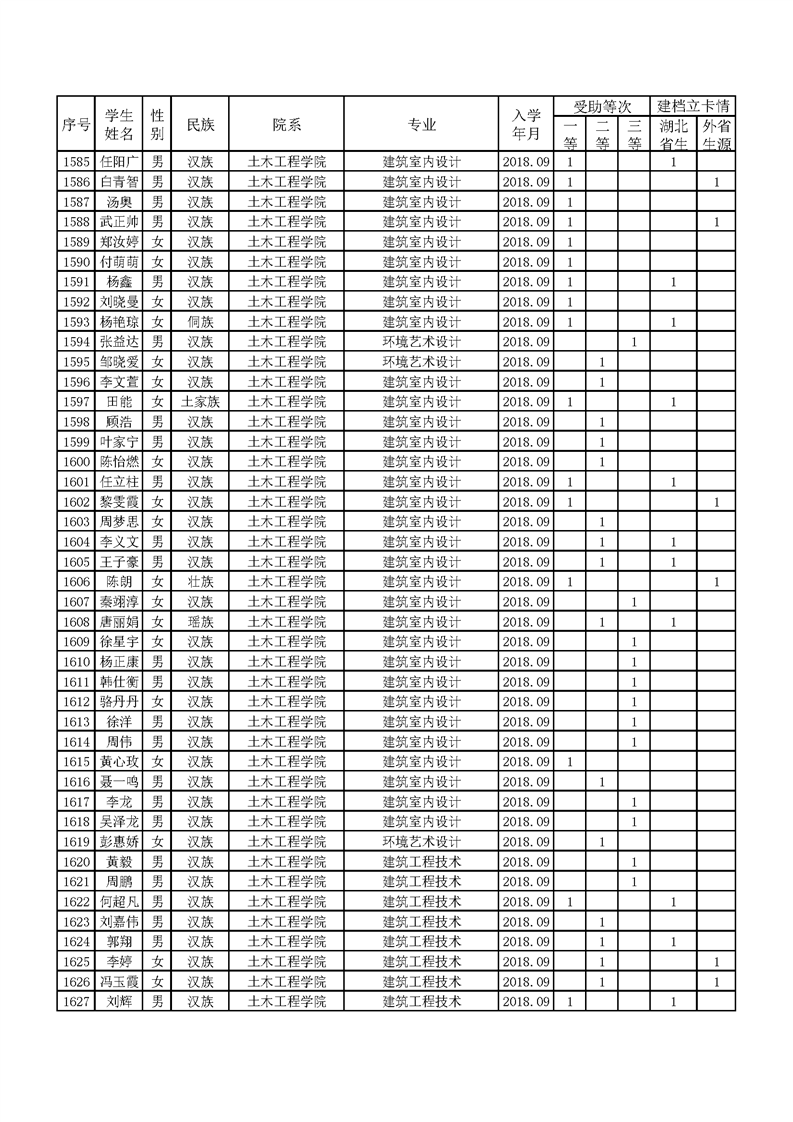 序号 学生姓名 性别 民族 院系 专业 入学年月 受助等次 建档立卡情
一等 二等 三等 湖北省生 外省生源
1585 任阳广 男 汉族 土木工程学院 建筑室内设计 2018.09 1 1
1586 白青智 男 汉族 土木工程学院 建筑室内设计 2018.09 1 1
1587 汤奥 男 汉族 土木工程学院 建筑室内设计 2018.09 1
1588 武正帅 男 汉族 土木工程学院 建筑室内设计 2018.09 1 1
1589 郑汝婷 女 汉族 土木工程学院 建筑室内设计 2018.09 1
1590 付萌萌 女 汉族 土木工程学院 建筑室内设计 2018.09 1
1591 杨鑫 男 汉族 土木工程学院 建筑室内设计 2018.09 1 1
1592 刘晓曼 女 汉族 土木工程学院 建筑室内设计 2018.09 1
1593 杨艳琼 女 侗族 土木工程学院 建筑室内设计 2018.09 1 1
1594 张益达 男 汉族 土木工程学院 环境艺术设计 2018.09 1
1595 邹晓爱 女 汉族 土木工程学院 环境艺术设计 2018.09 1
1596 李文萱 女 汉族 土木工程学院 建筑室内设计 2018.09 1
1597 田能 女 土家族 土木工程学院 建筑室内设计 2018.09 1 1
1598 顾浩 男 汉族 土木工程学院 建筑室内设计 2018.09 1
1599 叶家宁 男 汉族 土木工程学院 建筑室内设计 2018.09 1
1600 陈怡燃 女 汉族 土木工程学院 建筑室内设计 2018.09 1
1601 任立柱 男 汉族 土木工程学院 建筑室内设计 2018.09 1 1
1602 黎雯霞 女 汉族 土木工程学院 建筑室内设计 2018.09 1 1
1603 周梦思 女 汉族 土木工程学院 建筑室内设计 2018.09 1
1604 李义文 男 汉族 土木工程学院 建筑室内设计 2018.09 1 1
1605 王子豪 男 汉族 土木工程学院 建筑室内设计 2018.09 1 1
1606 陈朗 女 壮族 土木工程学院 建筑室内设计 2018.09 1 1
1607 秦翊淳 女 汉族 土木工程学院 建筑室内设计 2018.09 1
1608 唐丽娟 女 瑶族 土木工程学院 建筑室内设计 2018.09 1 1
1609 徐星宇 女 汉族 土木工程学院 建筑室内设计 2018.09 1
1610 杨正康 男 汉族 土木工程学院 建筑室内设计 2018.09 1
1611 韩仕衡 男 汉族 土木工程学院 建筑室内设计 2018.09 1
1612 骆丹丹 女 汉族 土木工程学院 建筑室内设计 2018.09 1
1613 徐洋 男 汉族 土木工程学院 建筑室内设计 2018.09 1
1614 周伟 男 汉族 土木工程学院 建筑室内设计 2018.09 1
1615 黄心玫 女 汉族 土木工程学院 建筑室内设计 2018.09 1
1616 聂一鸣 男 汉族 土木工程学院 建筑室内设计 2018.09 1
1617 李龙 男 汉族 土木工程学院 建筑室内设计 2018.09 1
1618 吴泽龙 男 汉族 土木工程学院 建筑室内设计 2018.09 1
1619 彭惠娇 女 汉族 土木工程学院 环境艺术设计 2018.09 1
1620 黄毅 男 汉族 土木工程学院 建筑工程技术 2018.09 1
1621 周鹏 男 汉族 土木工程学院 建筑工程技术 2018.09 1
1622 何超凡 男 汉族 土木工程学院 建筑工程技术 2018.09 1 1
1623 刘嘉伟 男 汉族 土木工程学院 建筑工程技术 2018.09 1
1624 郭翔 男 汉族 土木工程学院 建筑工程技术 2018.09 1 1
1625 李婷 女 汉族 土木工程学院 建筑工程技术 2018.09 1 1
1626 冯玉霞 女 汉族 土木工程学院 建筑工程技术 2018.09 1 1
1627 刘辉 男 汉族 土木工程学院 建筑工程技术 2018.09 1 1